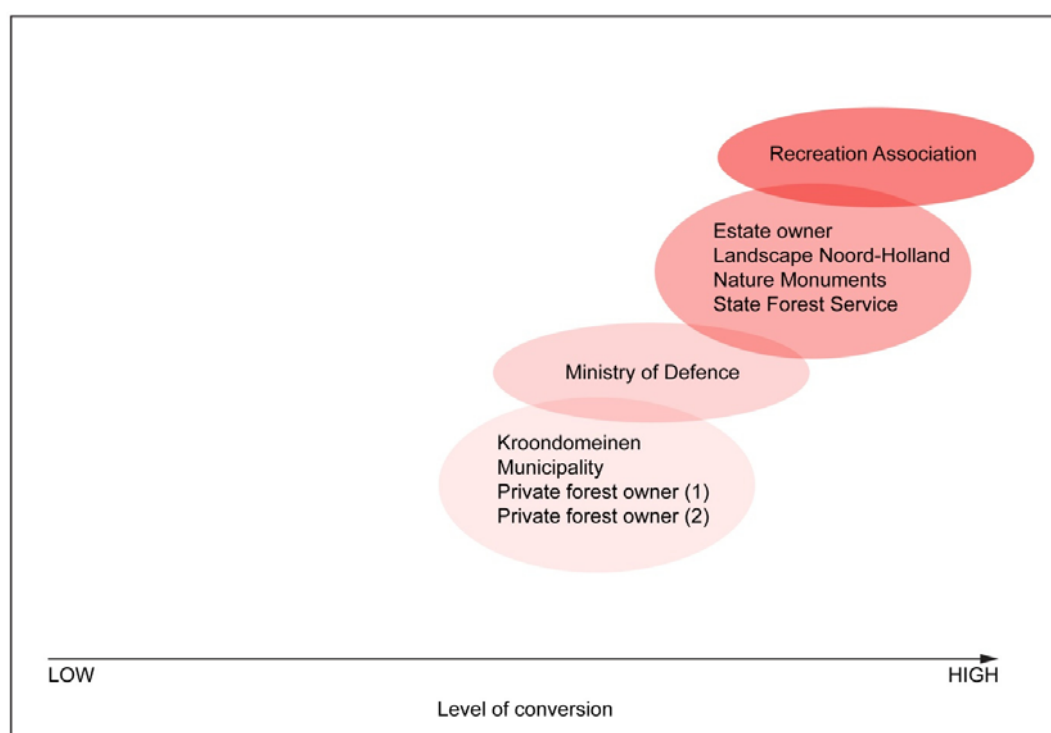 Recreation Association
Estate owner
Landscape Noord-Holland
Nature Monuments
State Forest Service
Ministry of Defence
Kroondomeinen
Municipality
Private forest owner (1)
Private forest owner (2)
LOW
HIGH
Level of conversion